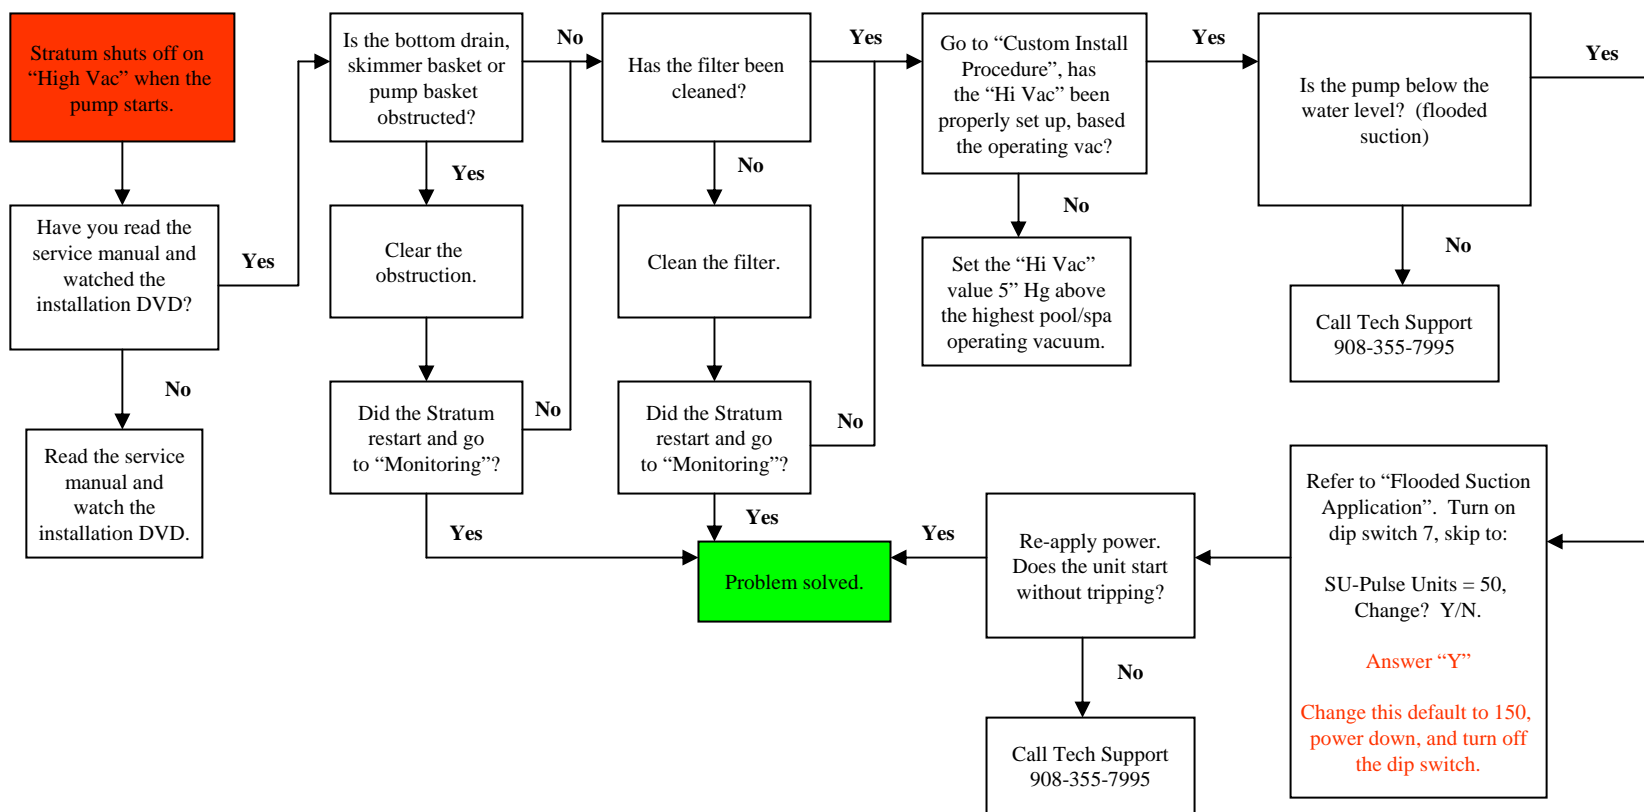 Stratum shuts off on
“High Vac” when the
pump starts.
Have you read the
service manual and
watched the
installation DVD?
Yes
No
Read the service
manual and
watch the
installation DVD.
Is the bottom drain,
skimmer basket or
pump basket
obstructed?
No
Yes
Clear the
obstruction.
Did the Stratum
restart and go
to “Monitoring”?
No
Yes
Has the filter been
cleaned?
Yes
No
Clean the filter.
Did the Stratum
restart and go
to “Monitoring”?
No
Yes
Problem solved.
Go to “Custom Install
Procedure”, has
the “Hi Vac” been
properly set up, based
the operating vac?
Yes
No
Set the “Hi Vac”
value 5” Hg above
the highest pool/spa
operating vacuum.
Is the pump below the
water level?  (flooded
suction)
Yes
No
Call Tech Support
908-355-7995
Refer to “Flooded Suction
Application”.  Turn on
dip switch 7, skip to:
SU-Pulse Units = 50,
Change?  Y/N.
Answer “Y”
Change this default to 150,
power down, and turn off
the dip switch.
Re-apply power.
Does the unit start
without tripping?
Yes
No
Call Tech Support
908-355-7995